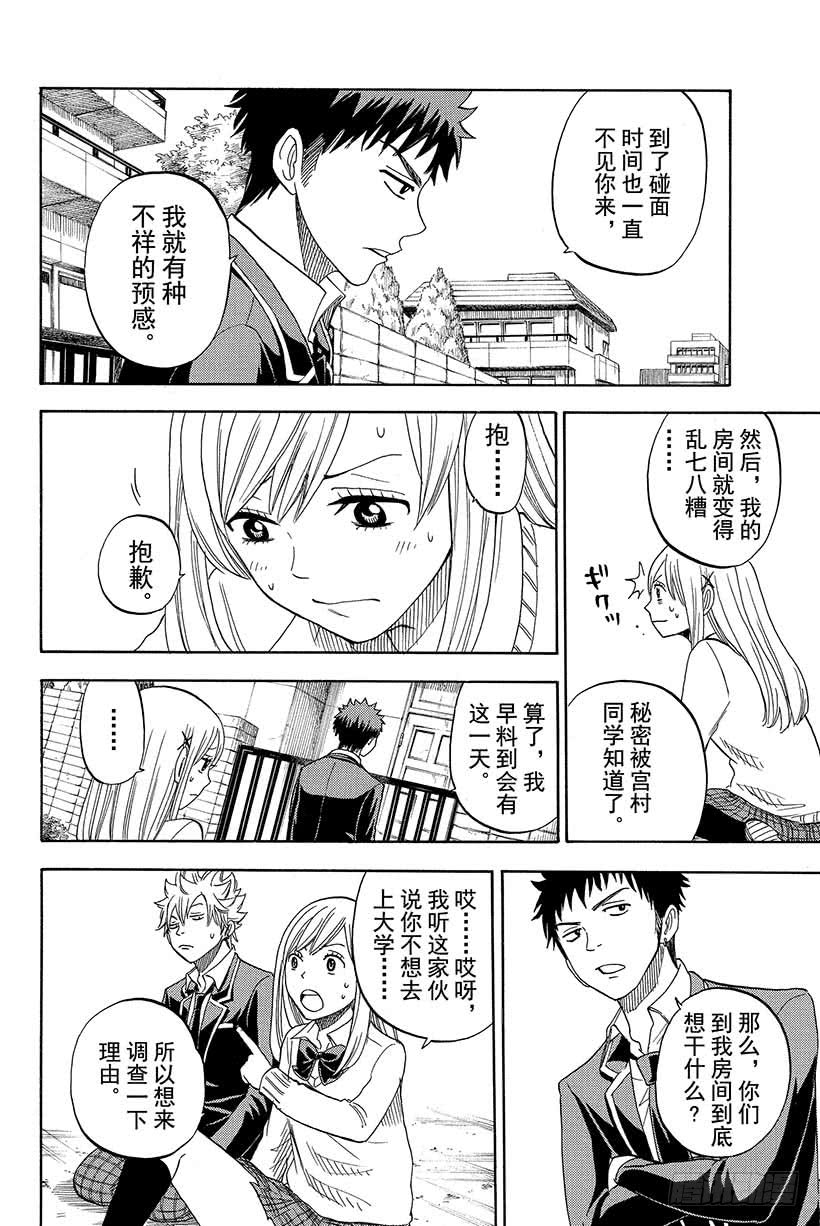 到了碰面
时间也一直
不见你来，
我就有种
不祥的预感。
然后，我的
房间就变得
乱七八糟
……
ギクッ
秘密被宫村
同学知道了。
抱
……
抱歉。
算了，我
早料到会有
这一天。
……
那么，你们
到我房间到底
想干什么？
哎……哎呀，
我听这家伙
说你不想去
上大学……
所以想来
调查一下
理由。